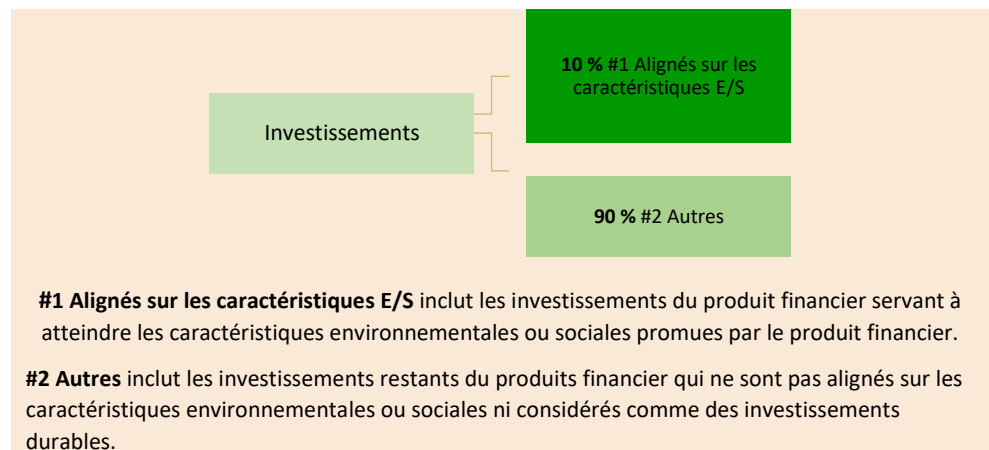 10 % #1 Alignés sur les
caractéristiques E/S
Investissements
90 % #2 Autres
#1 Alignés sur les caractéristiques E/S inclut les investissements du produit financier servant à
atteindre les caractéristiques environnementales ou sociales promues par le produit financier.
#2 Autres inclut les investissements restants du produits financier qui ne sont pas alignés sur les
caractéristiques environnementales ou sociales ni considérés comme des investissements
durables.